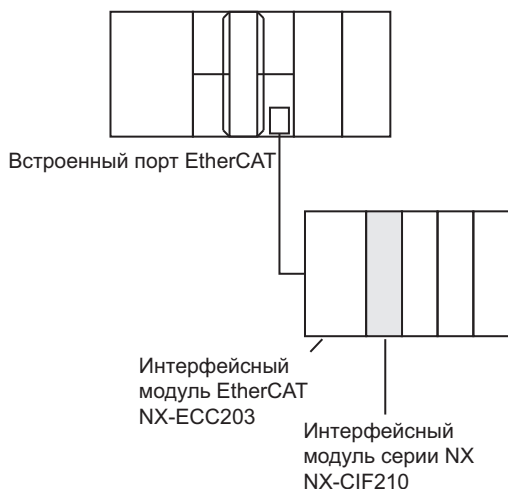 Встроенный порт EtherCAT
Интерфейсный
модуль EtherCAT
NX-ECC203
Интерфейсный
модуль серии NX
NX-CIF210